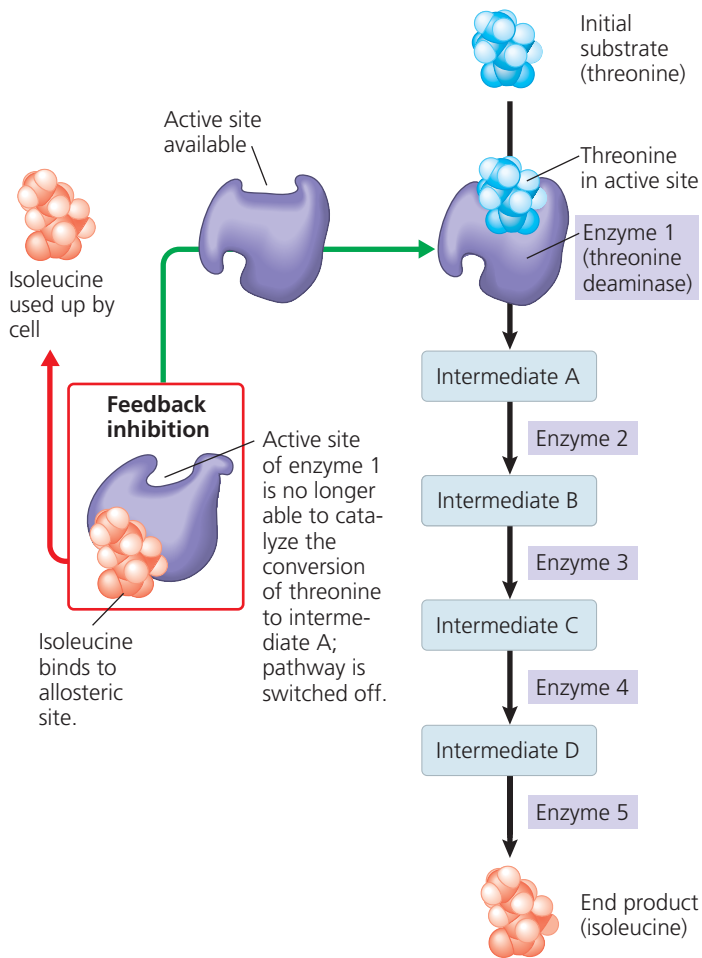 Initial
substrate
(threonine)
Active site
available
Threonine
in active site
Enzyme 1
(threonine
deaminase)
Isoleucine
used up by
cell
Intermediate A
Feedback
inhibition
Active site
of enzyme 1
is no longer
able to cata-
lyze the
conversion
of threonine
to interme-
diate A;
pathway is
switched off.
Enzyme 2
Intermediate B
Enzyme 3
Isoleucine
binds to
allosteric
site.
Intermediate C
Enzyme 4
Intermediate D
Enzyme 5
End product
(isoleucine)